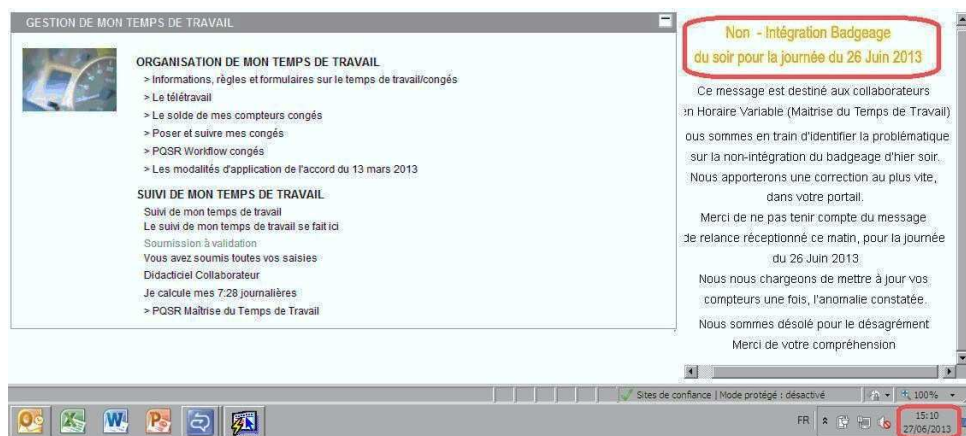 GESTION DE MON TEMPS DE TRAVAIL
ORGANISATION DE MON TEMPS DE TRAVAIL
> Informations, règles et formulaires sur le temps de travail/congés
> Le télétravail
> Le solde de mes compteurs congés
> Poser et suivre mes congés
> PQSR Workflow congés
> Les modalités d'application de l'accord du 13 mars 2013
SUIVI DE MON TEMPS DE TRAVAIL
Suivi de mon temps de travail
Le suivi de mon temps de travail se fait ici
Soumission à validation
Vous avez soumis toutes vos saisies
Didacticiel Collaborateur
Je calcule mes 7:28 journalières
> PQSR Maîtrise du Temps de Travail
Non - Intégration Badgeage
du soir pour la journée du 26 Juin 2013
Ce message est destiné aux collaborateurs
en Horaire Variable (Maitrise du Temps de Travail)
ous sommes en train d'identifier la problématique
sur la non-intégration du badgeage d'hier soir.
Nous apporterons une correction au plus vite,
dans votre portail.
Merci de ne pas tenir compte du message
de relance réceptionné ce matin, pour la journée
du 26 Juin 2013
Nous nous chargeons de mettre à jour vos
compteurs une fois, l'anomalie constatée.
Nous sommes désolé pour le désagrément
Merci de votre compréhension
Sites de confiance | Mode protégé : désactivé
100%
FR
15:10
27/06/2013